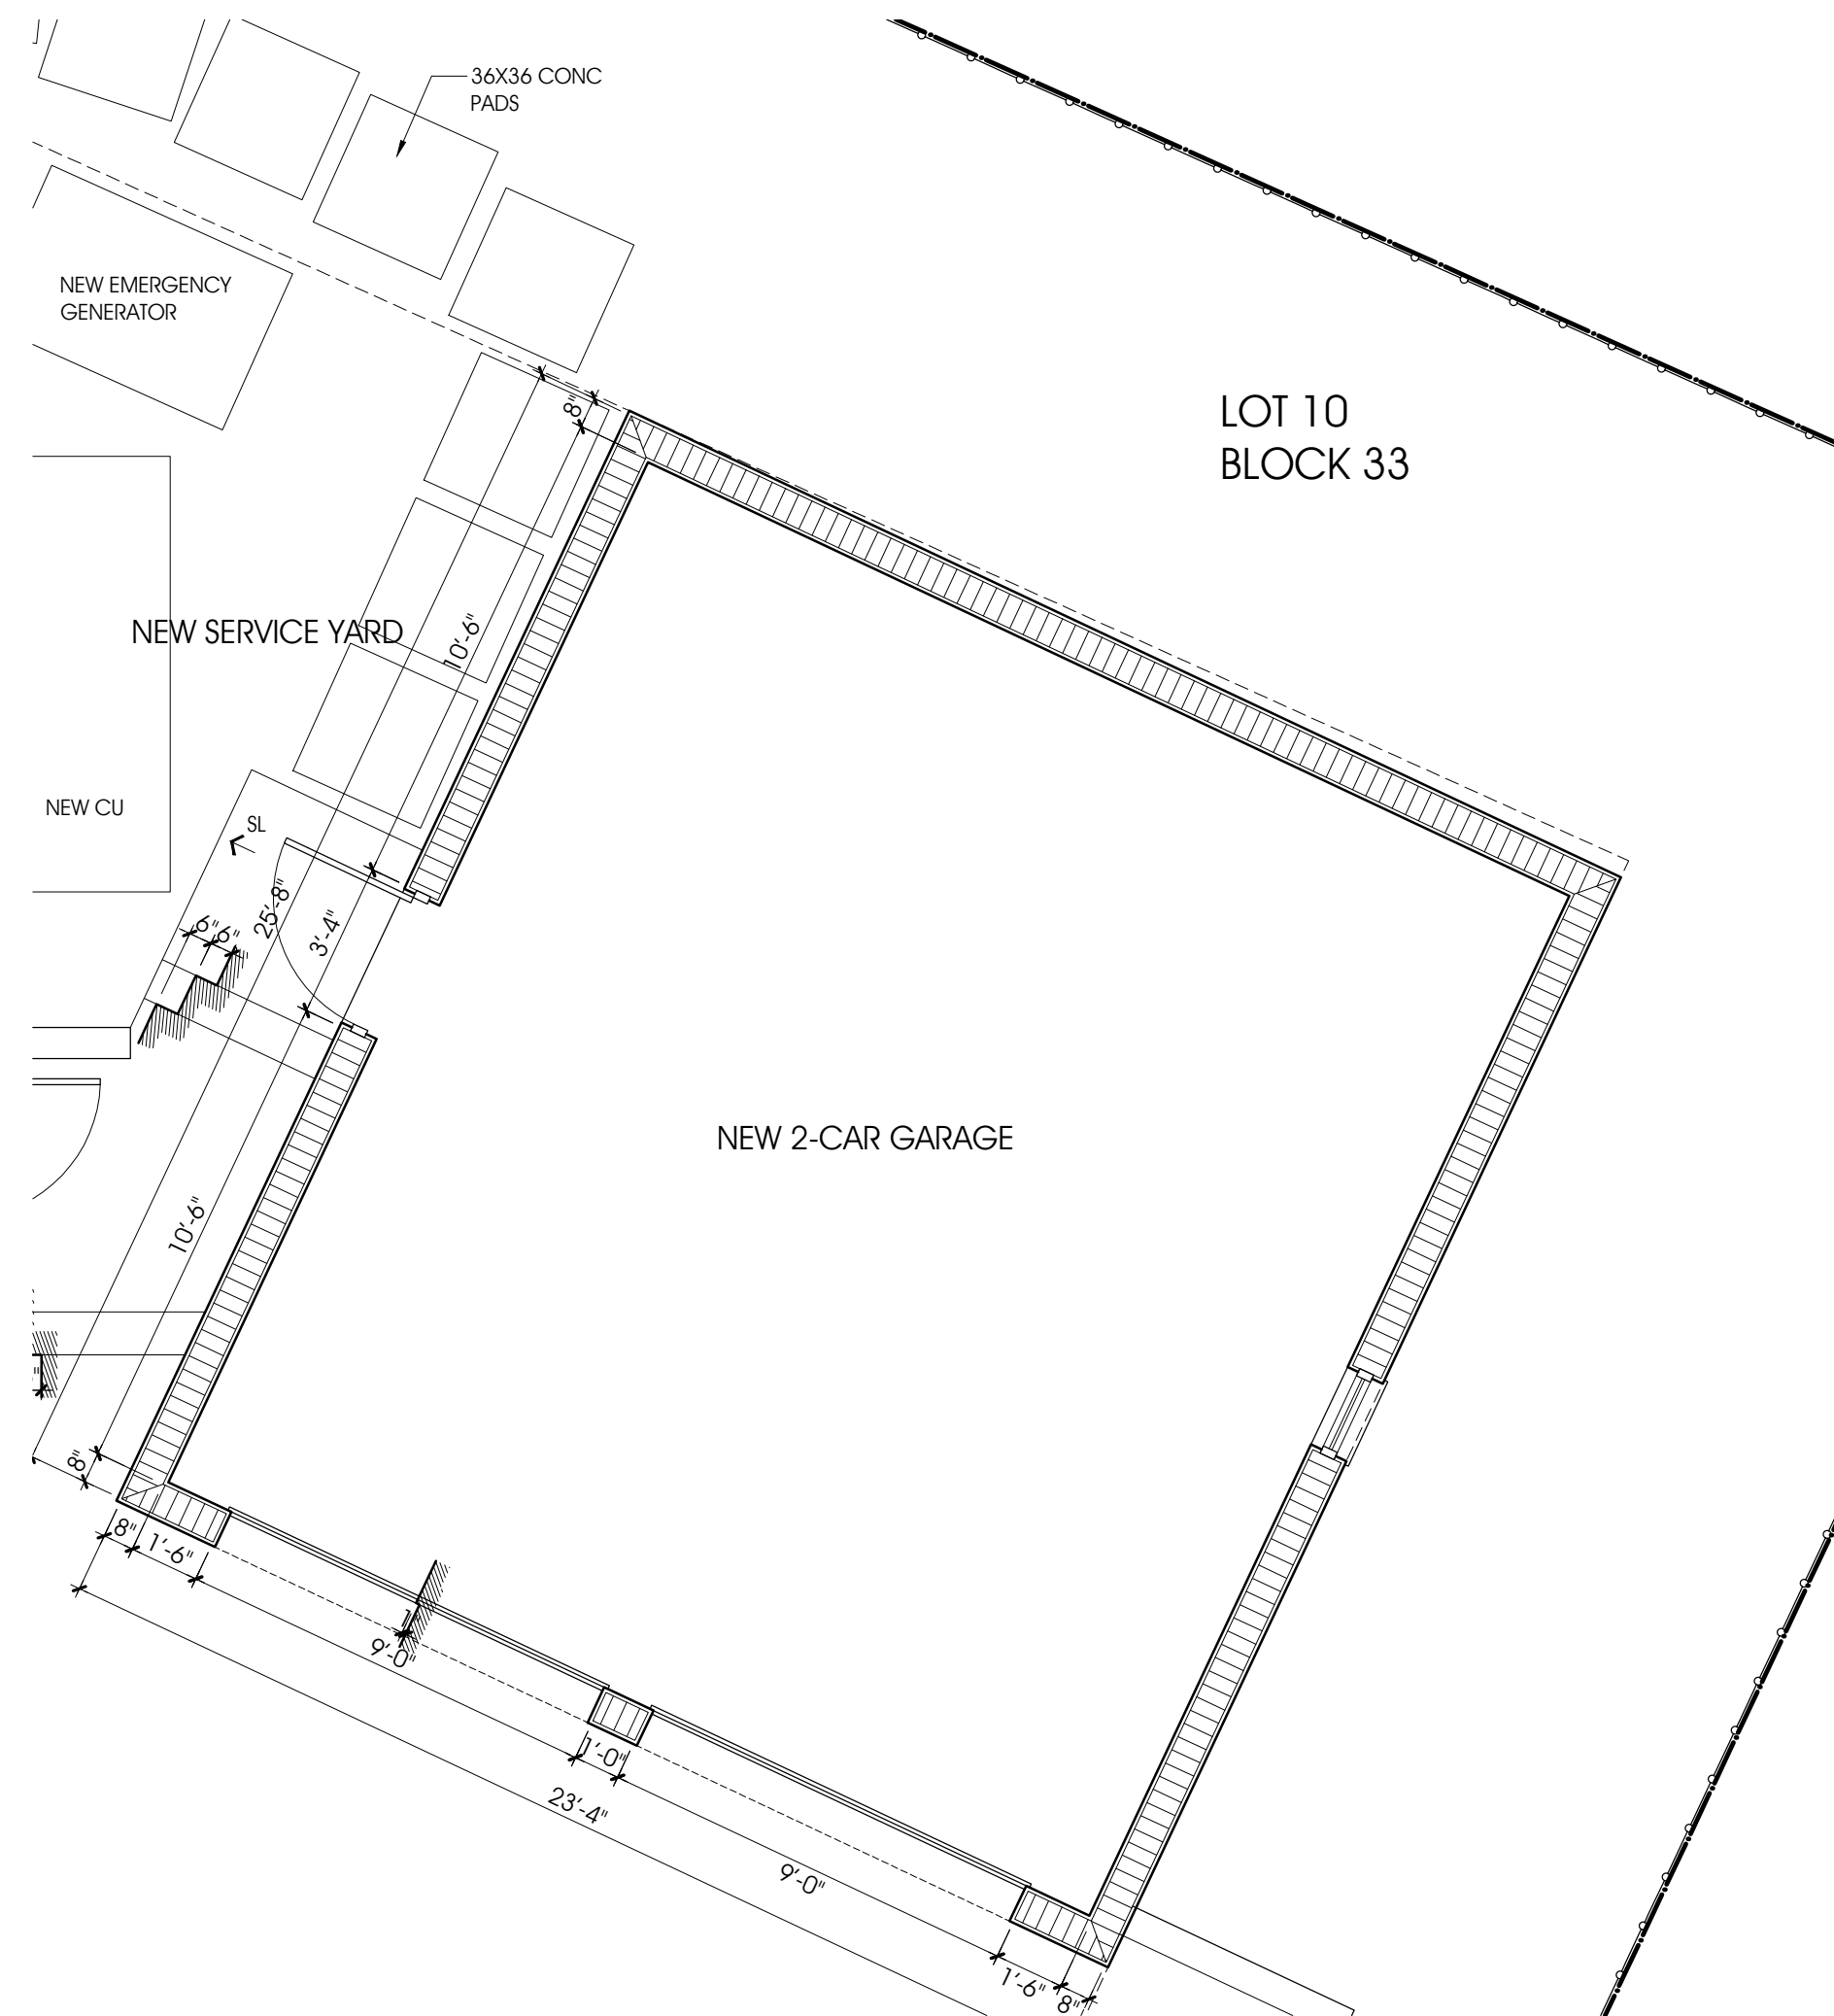 36X36 CONC
PADS
NEW EMERGENCY
GENERATOR
8"
LOT 10
BLOCK 33
10'-6"
NEW SERVICE YARD
NEW CU
SL
25'-8"
3'-4"
6"
6"
NEW 2-CAR GARAGE
10'-6"
8"
8"
1'-6"
9'-0"
1'-0"
23'-4"
9'-0"
1'-6"
8"